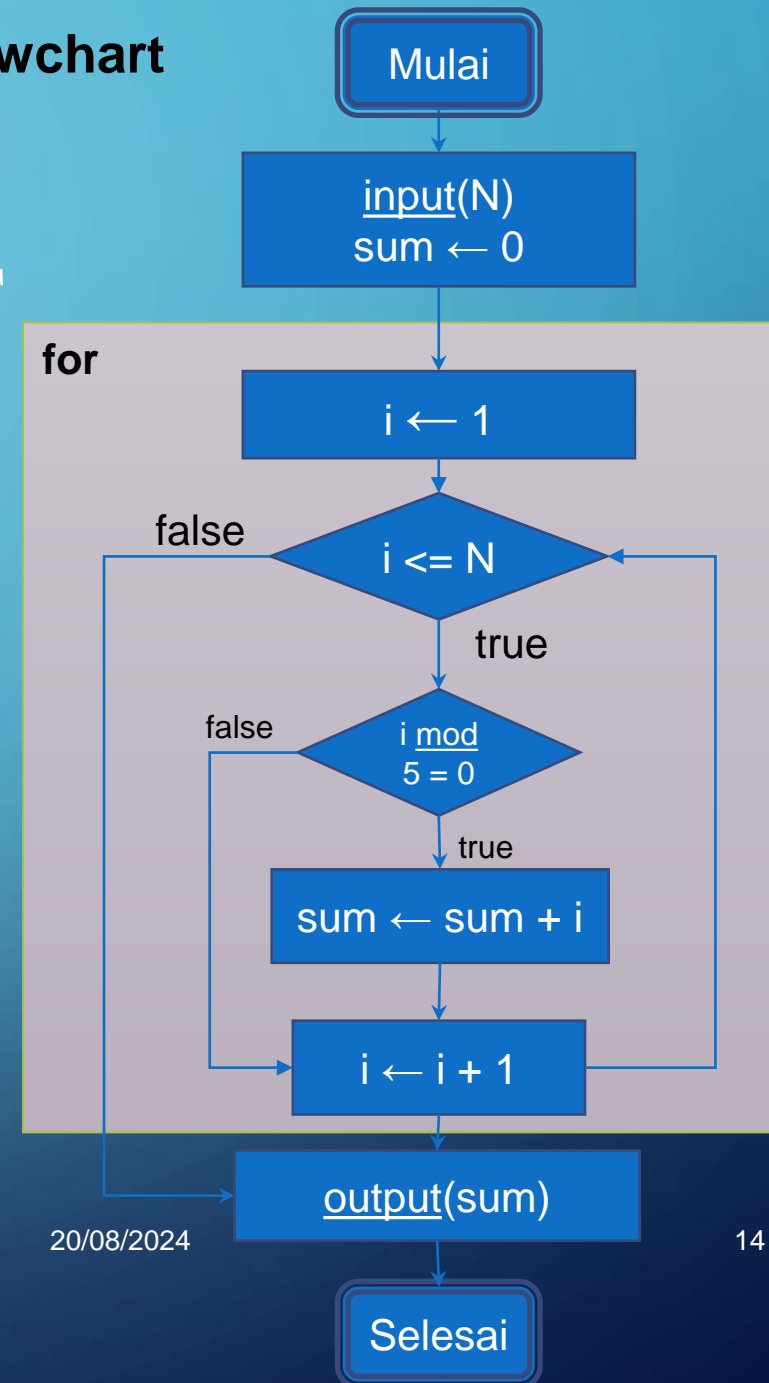 wchart
Mulai
input(N)
sum ← 0
for
i ← 1
false
i <= N
true
false
i mod
5 = 0
true
sum ← sum + i
i ← i + 1
output(sum)
20/08/2024
14
Selesai